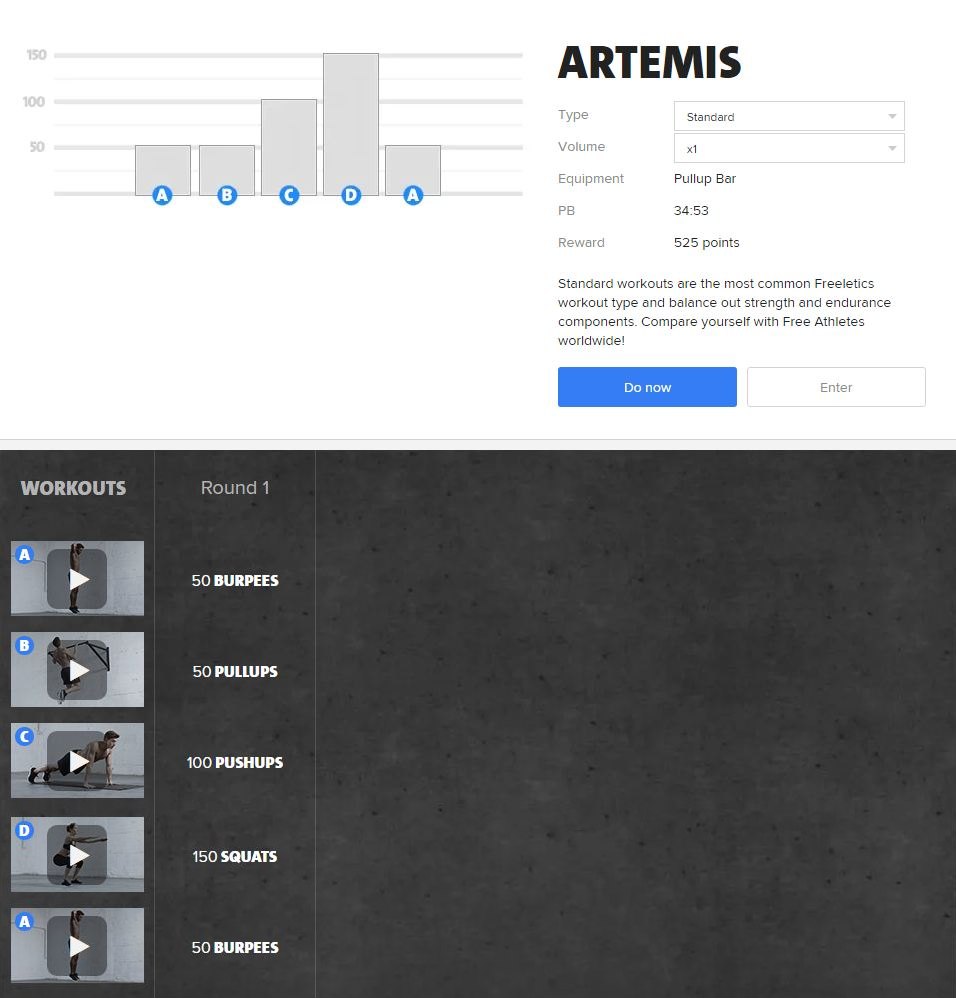 150
100
50
A B C D A
ARTEMIS
Type Standard
Volume x1
Equipment Pullup Bar
PB 34:53
Reward 525 points
Standard workouts are the most common Freeletics
workout type and balance out strength and endurance
components. Compare yourself with Free Athletes
worldwide!
Do now Enter
WORKOUTS Round 1
A
50 BURPEES
B
50 PULLUPS
C
100 PUSHUPS
D
150 SQUATS
A
50 BURPEES